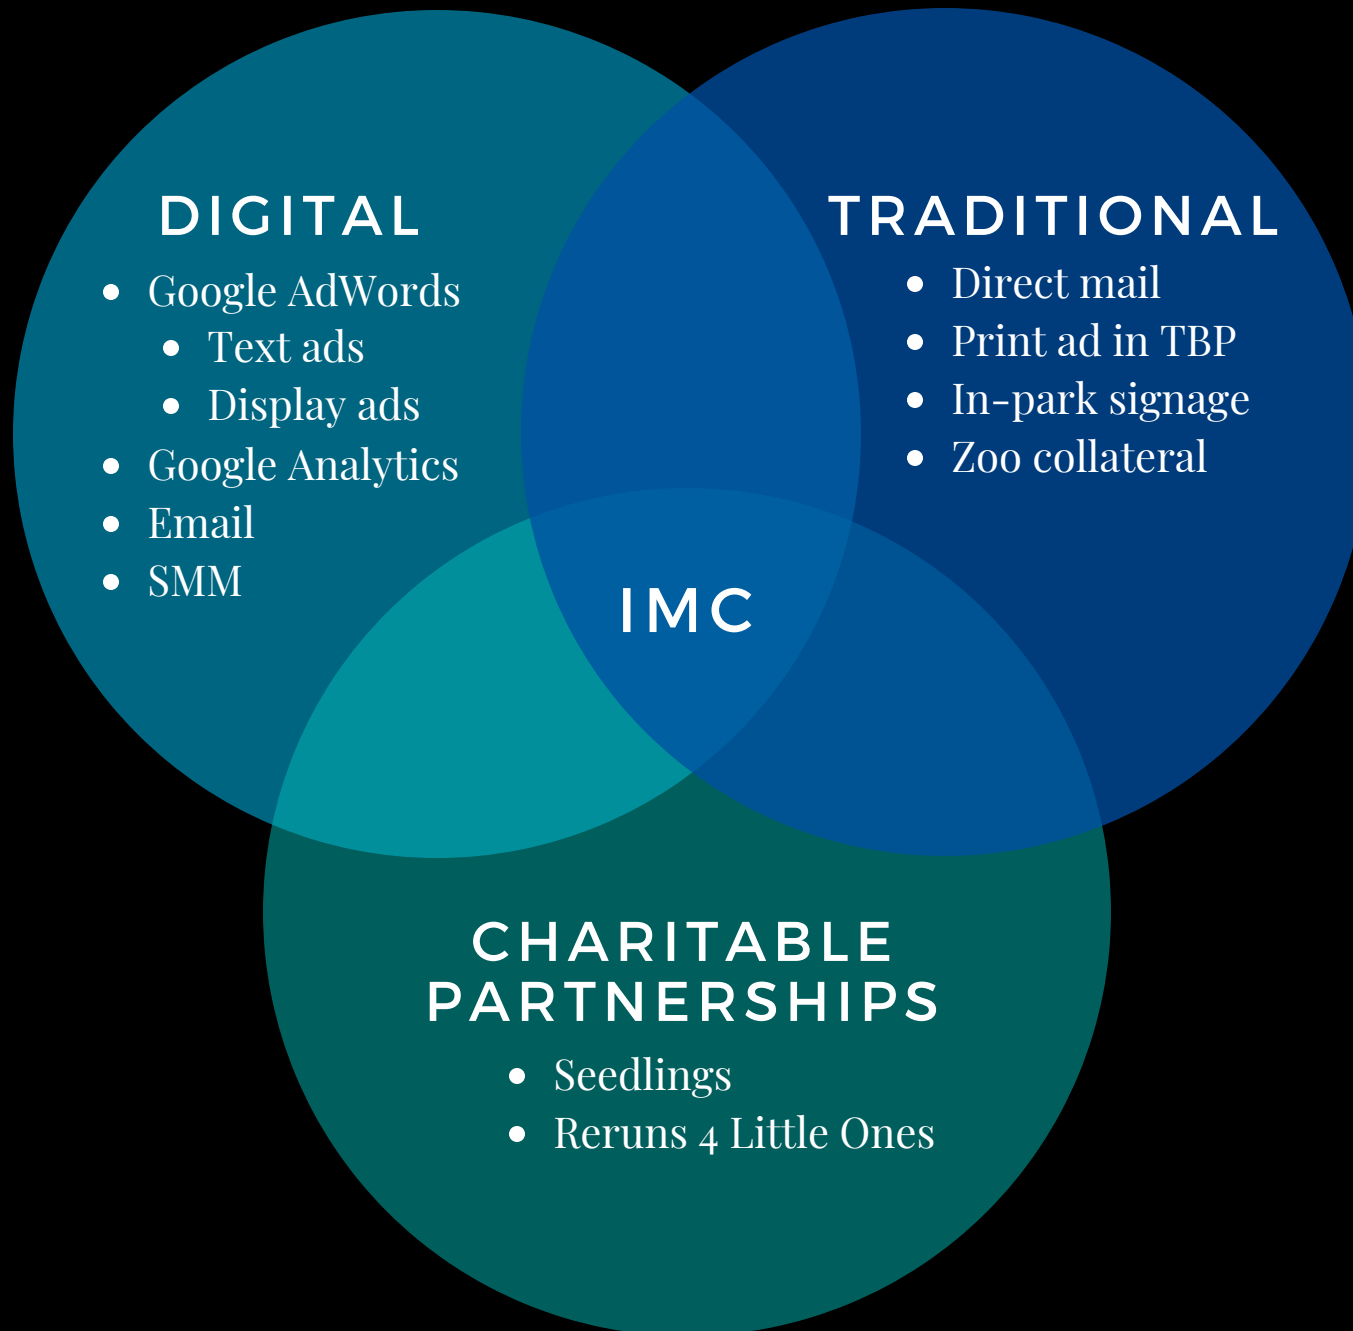 DIGITAL
• Google AdWords
• Text ads
• Display ads
• Google Analytics
• Email
• SMM
TRADITIONAL
• Direct mail
• Print ad in TBP
• In-park signage
• Zoo collateral
IMC
CHARITABLE
PARTNERSHIPS
• Seedlings
• Reruns 4 Little Ones